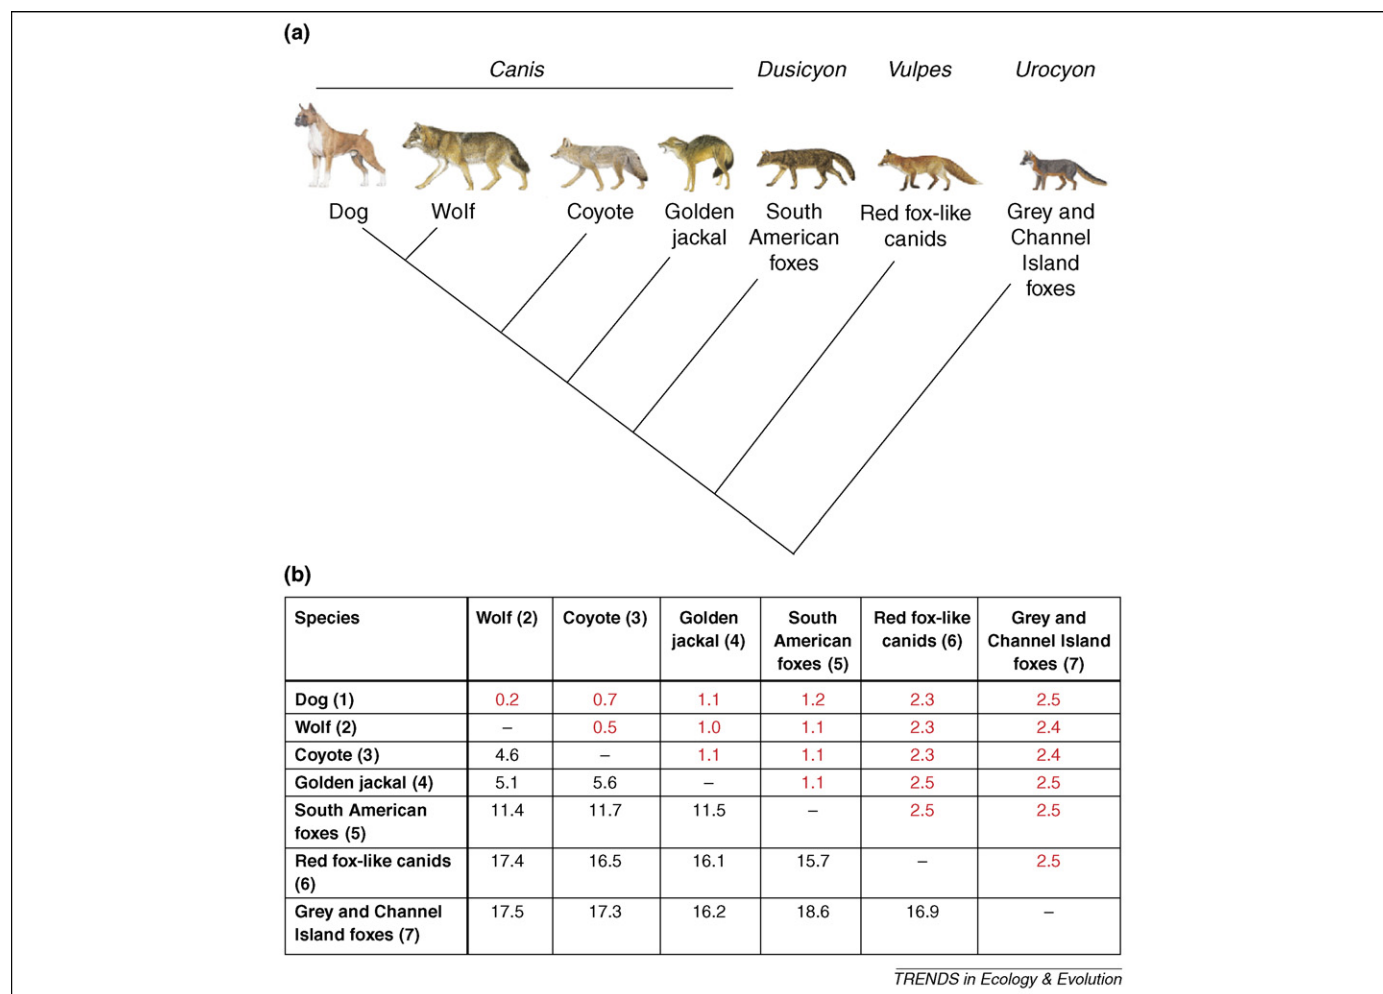 (a)
Canis Dusicyon Vulpes Urocyon
Dog Wolf Coyote Golden South Red fox-like Grey and
jackal American canids Channel
foxes Island
foxes
(b)
Species Wolf (2) Coyote (3) Golden South Red fox-like Grey and
jackal (4) American canids (6) Channel Island
foxes (5) foxes (7)
Dog (1) 0.2 0.7 1.1 1.2 2.3 2.5
Wolf (2) – 0.5 1.0 1.1 2.3 2.4
Coyote (3) 4.6 – 1.1 1.1 2.3 2.4
Golden jackal (4) 5.1 5.6 – 1.1 2.5 2.5
South American 11.4 11.7 11.5 – 2.5 2.5
foxes (5)
Red fox-like canids 17.4 16.5 16.1 15.7 – 2.5
(6)
Grey and Channel 17.5 17.3 16.2 18.6 16.9 –
Island foxes (7)
TRENDS in Ecology & Evolution